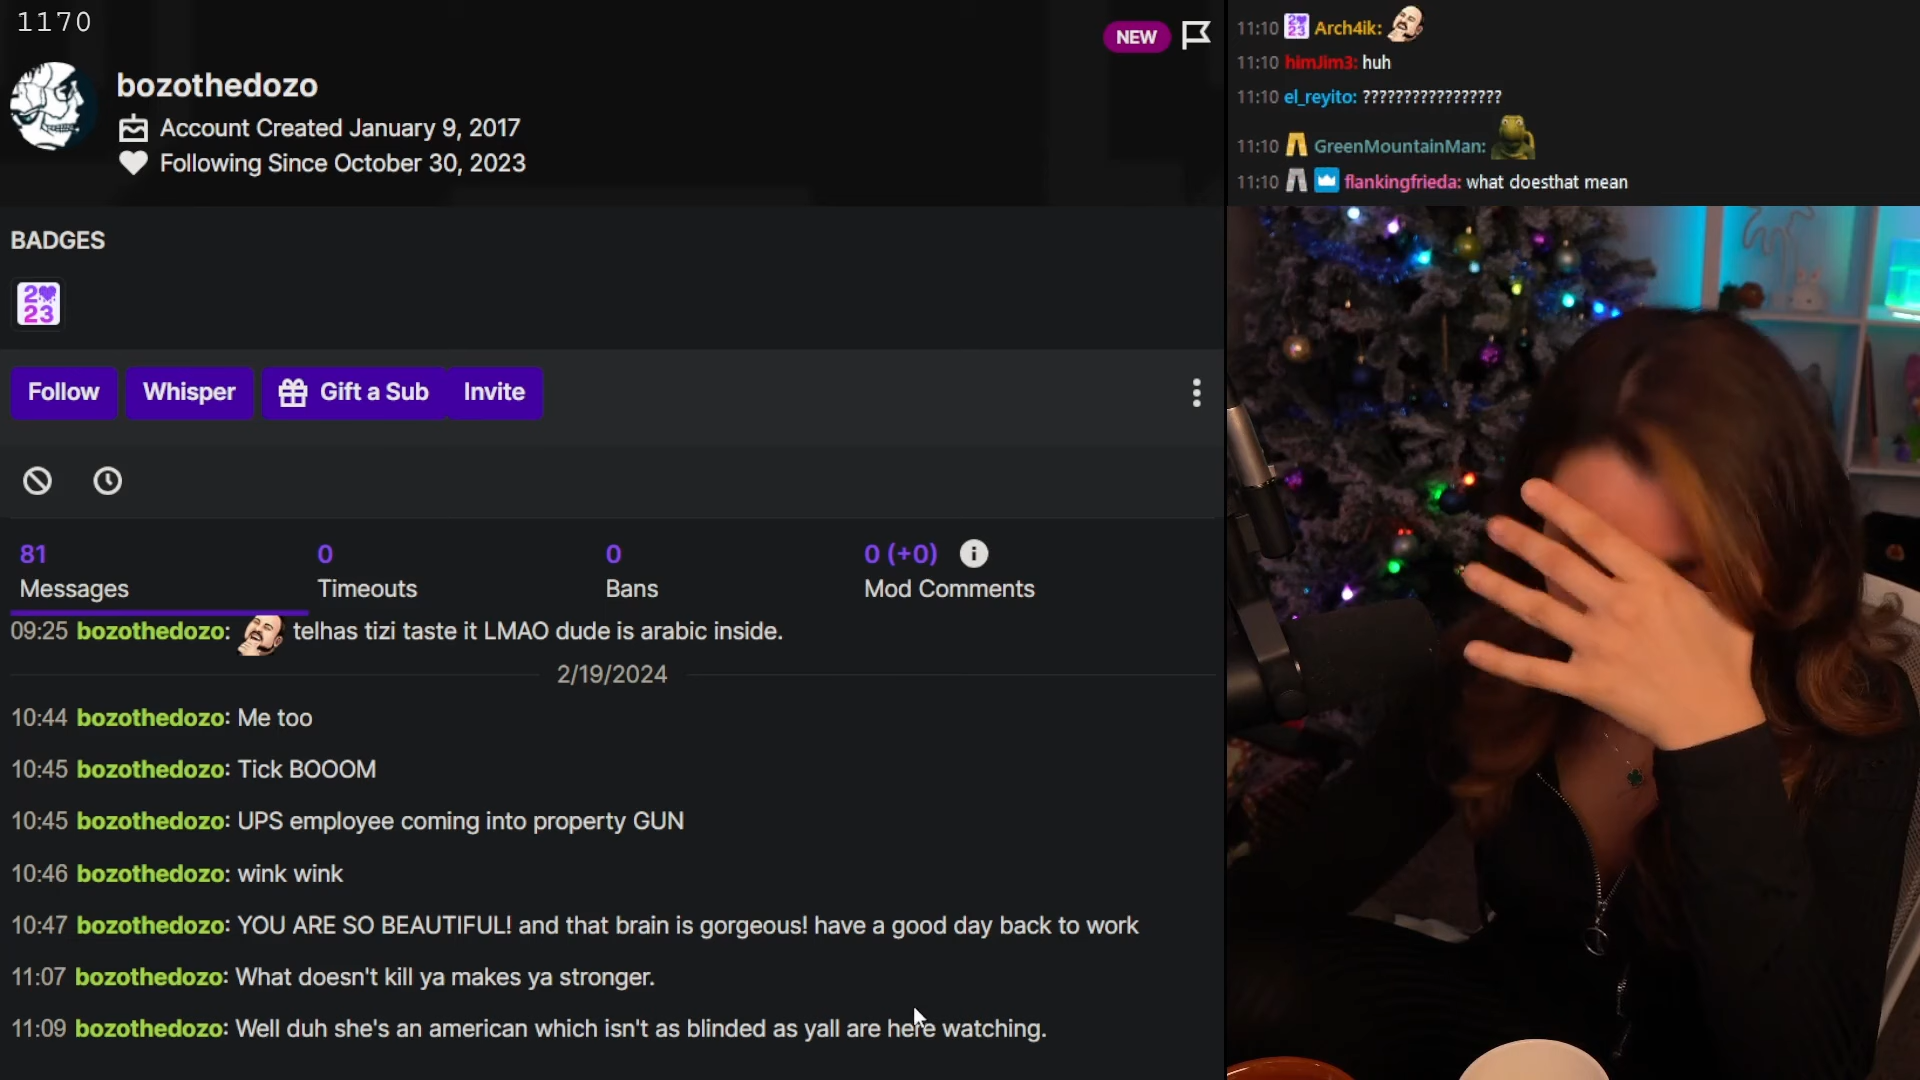 1170
NEW
bozothedozo
Account Created January 9, 2017
Following Since October 30, 2023
BADGES
2023
Follow
Whisper
Gift a Sub
Invite
81
Messages
0
Timeouts
0
Bans
0 (+0)
Mod Comments
09:25 bozothedozo: telhas tizi taste it LMAO dude is arabic inside.
2/19/2024
10:44 bozothedozo: Me too
10:45 bozothedozo: Tick BOOOM
10:45 bozothedozo: UPS employee coming into property GUN
10:46 bozothedozo: wink wink
10:47 bozothedozo: YOU ARE SO BEAUTIFUL! and that brain is gorgeous! have a good day back to work
11:07 bozothedozo: What doesn't kill ya makes ya stronger.
11:09 bozothedozo: Well duh she's an american which isn't as blinded as yall are here watching.
11:10 Arch4ik:
11:10 himJim3: huh
11:10 el_reyito: ?????????????????
11:10 GreenMountainMan:
11:10 flankingfrieda: what doesthat mean